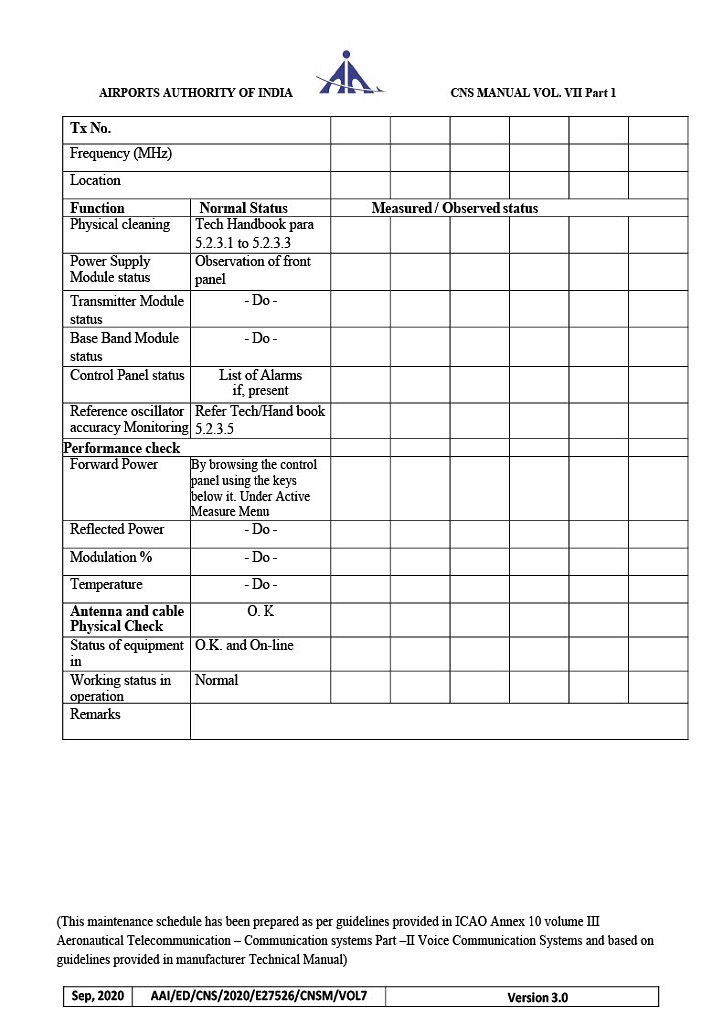 AIRPORTS AUTHORITY OF INDIA
CNS MANUAL VOL. VII Part 1
Tx No.
Frequency (MHz)
Location
Function Normal Status Measured / Observed status
Physical cleaning Tech Handbook para
5.2.3.1 to 5.2.3.3
Power Supply Observation of front
Module status panel
Transmitter Module - Do -
status
Base Band Module - Do -
status
Control Panel status List of Alarms
if, present
Reference oscillator Refer Tech/Hand book
accuracy Monitoring 5.2.3.5
Performance check
Forward Power By browsing the control
panel using the keys
below it. Under Active
Measure Menu
Reflected Power - Do -
Modulation % - Do -
Temperature - Do -
Antenna and cable O. K
Physical Check
Status of equipment O.K. and On-line
in
Working status in Normal
operation
Remarks
(This maintenance schedule has been prepared as per guidelines provided in ICAO Annex 10 volume III
Aeronautical Telecommunication – Communication systems Part –II Voice Communication Systems and based on
guidelines provided in manufacturer Technical Manual)
Sep, 2020 AAI/ED/CNS/2020/E27526/CNSM/VOL7 Version 3.0